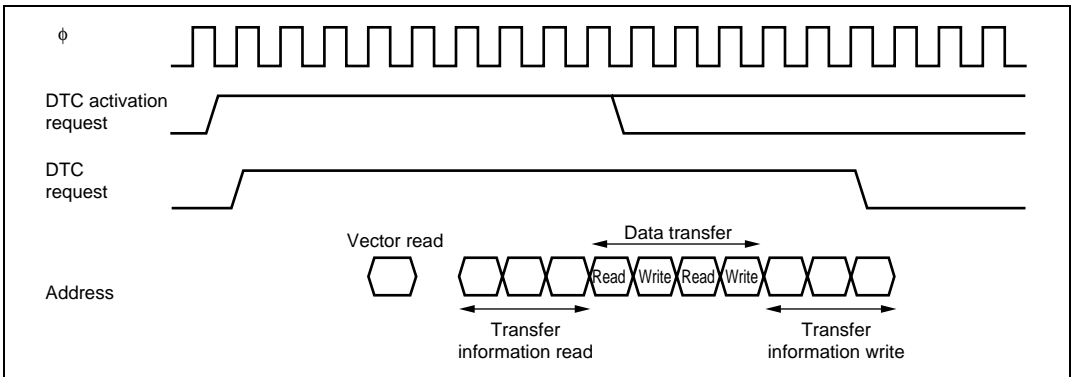 ϕ
DTC activation
request
DTC
request
Vector read
Data transfer
Read Write Read Write
Address
Transfer
information read
Transfer
information write